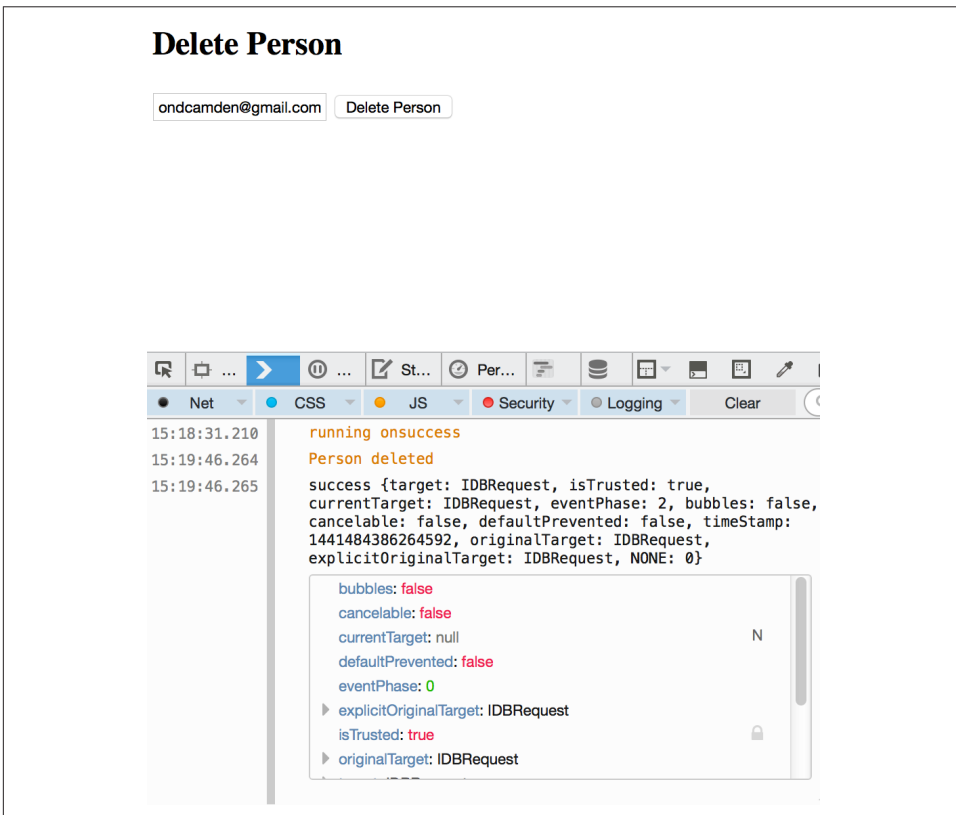 Delete Person
ondcamden@gmail.com Delete Person
... ... St... Per...
Net CSS JS Security Logging Clear
15:18:31.210 running onsuccess
15:19:46.264 Person deleted
15:19:46.265 success {target: IDBRequest, isTrusted: true,
currentTarget: IDBRequest, eventPhase: 2, bubbles: false,
cancelable: false, defaultPrevented: false, timeStamp:
1441484386264592, originalTarget: IDBRequest,
explicitOriginalTarget: IDBRequest, NONE: 0}
bubbles: false
cancelable: false
currentTarget: null N
defaultPrevented: false
eventPhase: 0
explicitOriginalTarget: IDBRequest
isTrusted: true
originalTarget: IDBRequest